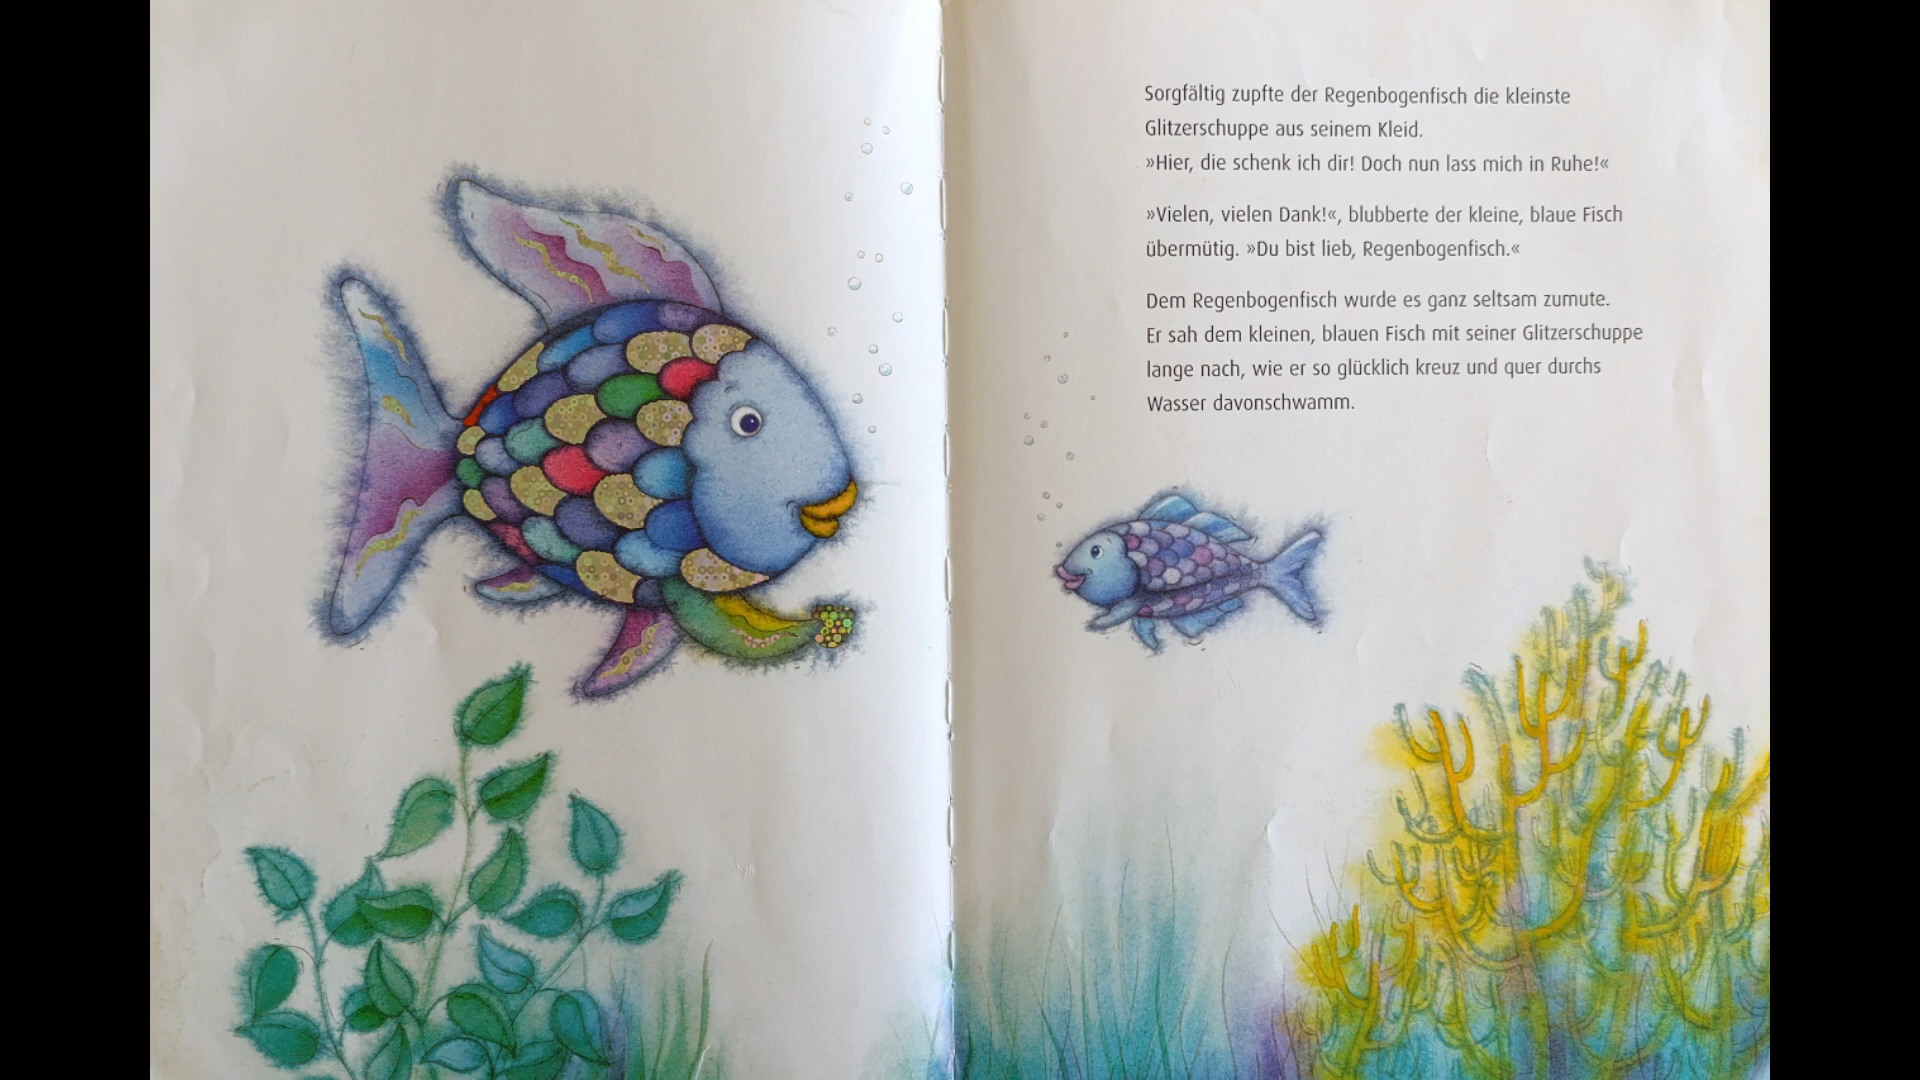 Sorgfältig zupfte der Regenbogenfisch die kleinste
Glitzerschuppe aus seinem Kleid.
»Hier, die schenk ich dir! Doch nun lass mich in Ruhe!«
»Vielen, vielen Dank!«, blubberte der kleine, blaue Fisch
übermütig. »Du bist lieb, Regenbogenfisch.«
Dem Regenbogenfisch wurde es ganz seltsam zumute.
Er sah dem kleinen, blauen Fisch mit seiner Glitzerschuppe
lange nach, wie er so glücklich kreuz und quer durchs
Wasser davonschwamm.